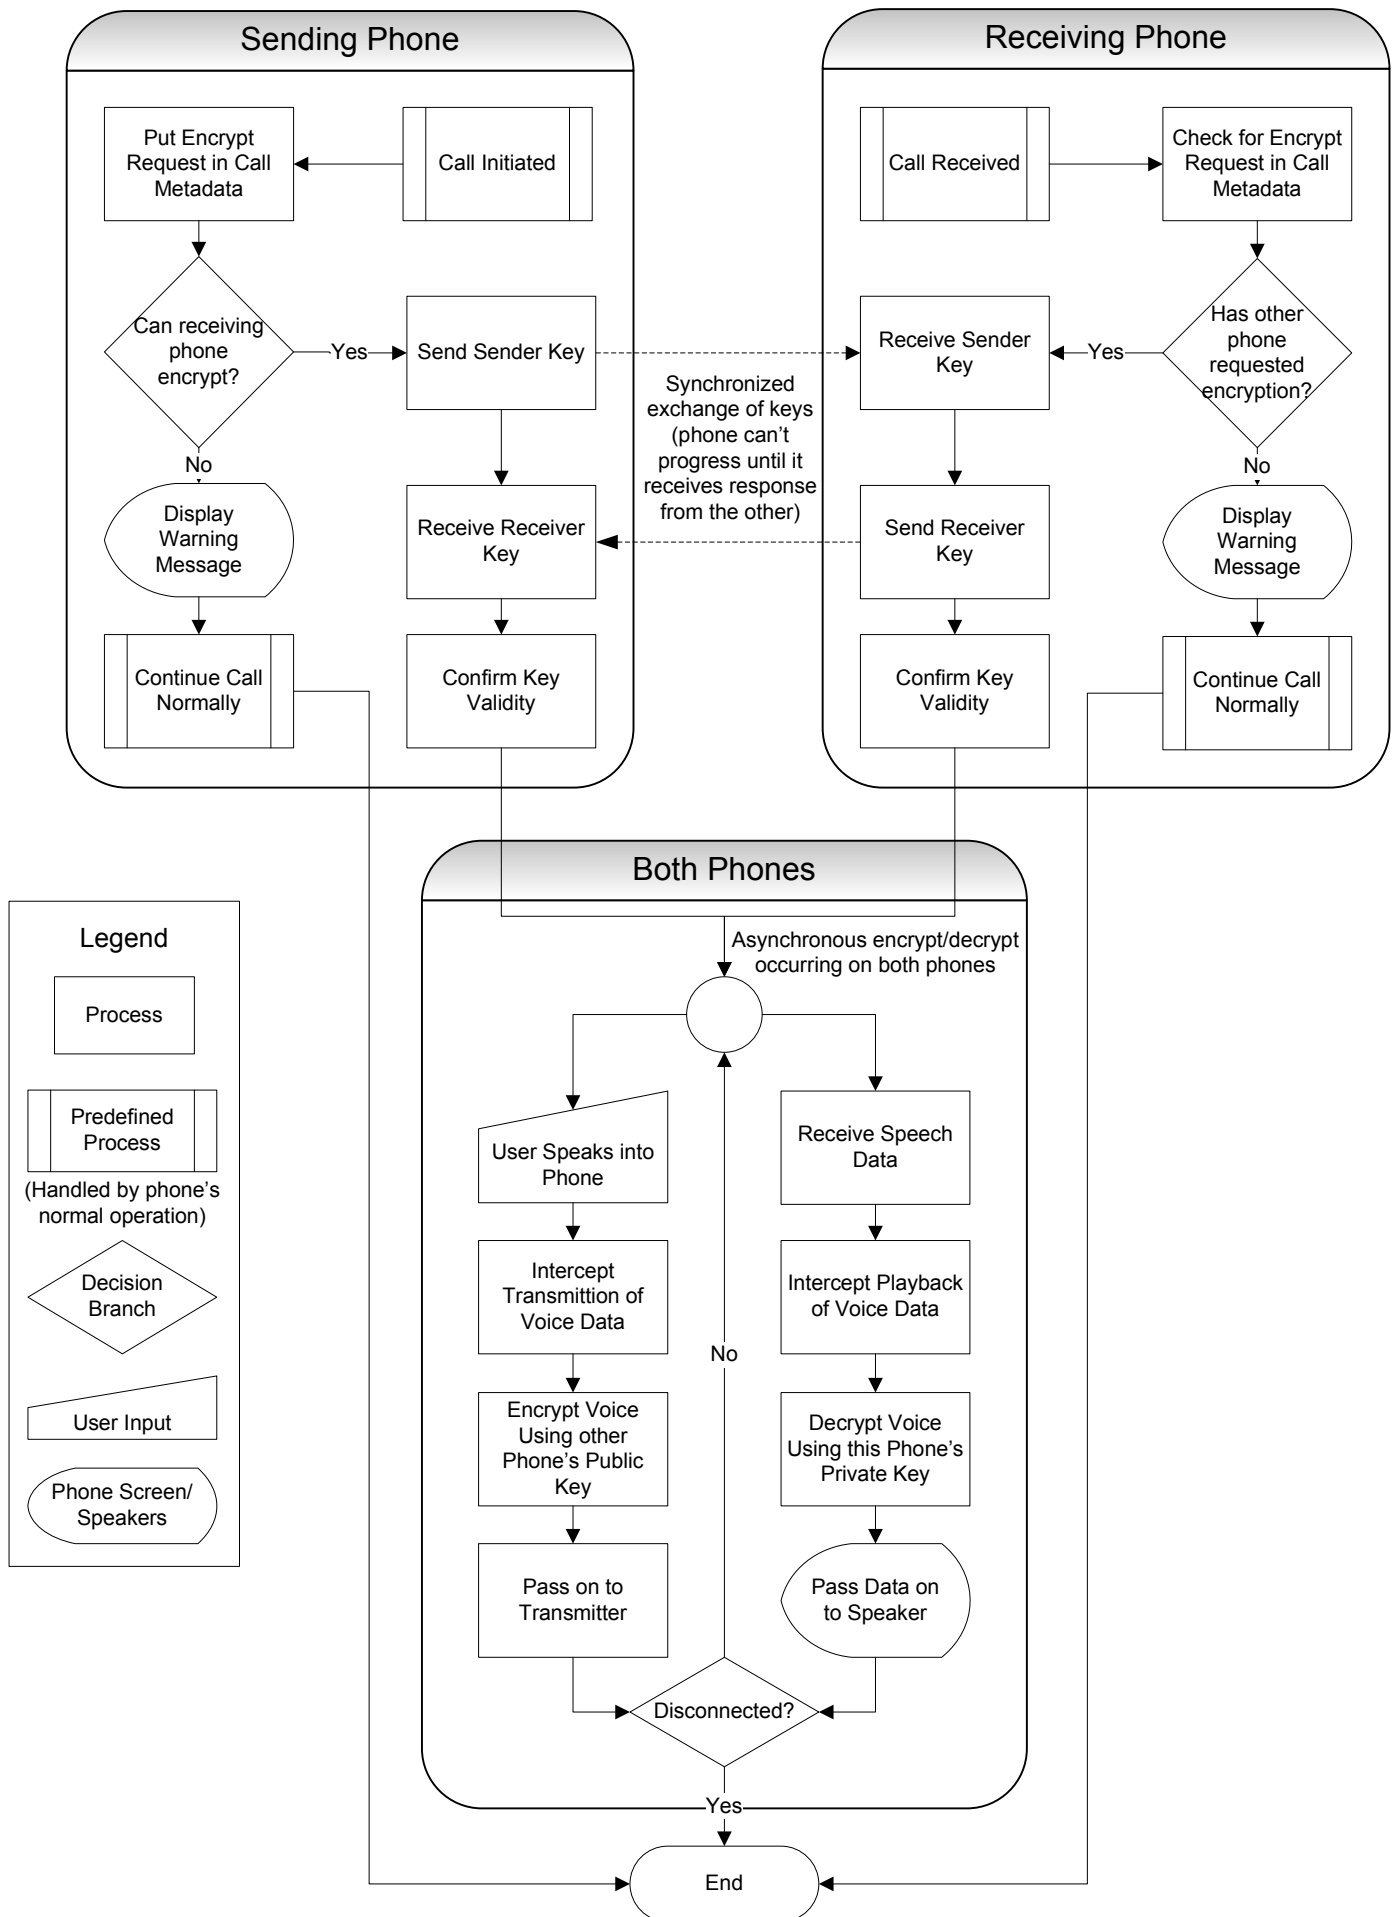 Sending Phone
Put Encrypt
Request in Call
Metadata
Call Initiated
Can receiving
phone
encrypt?
Yes
Send Sender Key
No
Display
Warning
Message
Receive Receiver
Key
Continue Call
Normally
Confirm Key
Validity
Synchronized
exchange of keys
(phone can’t
progress until it
receives response
from the other)
Receiving Phone
Call Received
Check for Encrypt
Request in Call
Metadata
Receive Sender
Key
Yes
Has other
phone
requested
encryption?
No
Send Receiver
Key
Display
Warning
Message
Confirm Key
Validity
Continue Call
Normally
Both Phones
Asynchronous encrypt/decrypt
occurring on both phones
User Speaks into
Phone
Receive Speech
Data
Intercept
Transmittion of
Voice Data
Intercept Playback
of Voice Data
No
Encrypt Voice
Using other
Phone’s Public
Key
Decrypt Voice
Using this Phone’s
Private Key
Pass on to
Transmitter
Pass Data on
to Speaker
Disconnected?
Yes
End
Legend
Process
Predefined
Process
(Handled by phone’s
normal operation)
Decision
Branch
User Input
Phone Screen/
Speakers